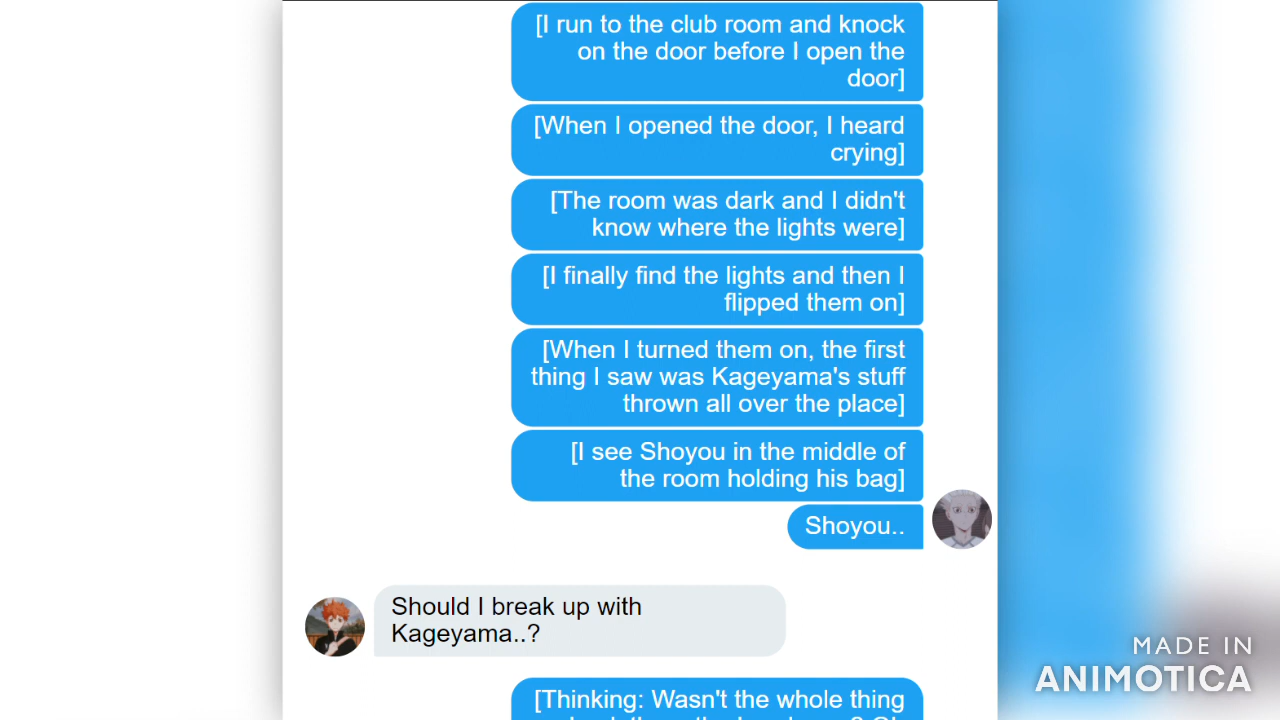 [I run to the club room and knock
on the door before I open the
door]
[When I opened the door, I heard
crying]
[The room was dark and I didn't
know where the lights were]
[I finally find the lights and then I
flipped them on]
[When I turned them on, the first
thing I saw was Kageyama's stuff
thrown all over the place]
[I see Shoyou in the middle of
the room holding his bag]
Shoyou..
Should I break up with
Kageyama..?
[Thinking: Wasn't the whole thing
MADE IN
ANIMOTICA